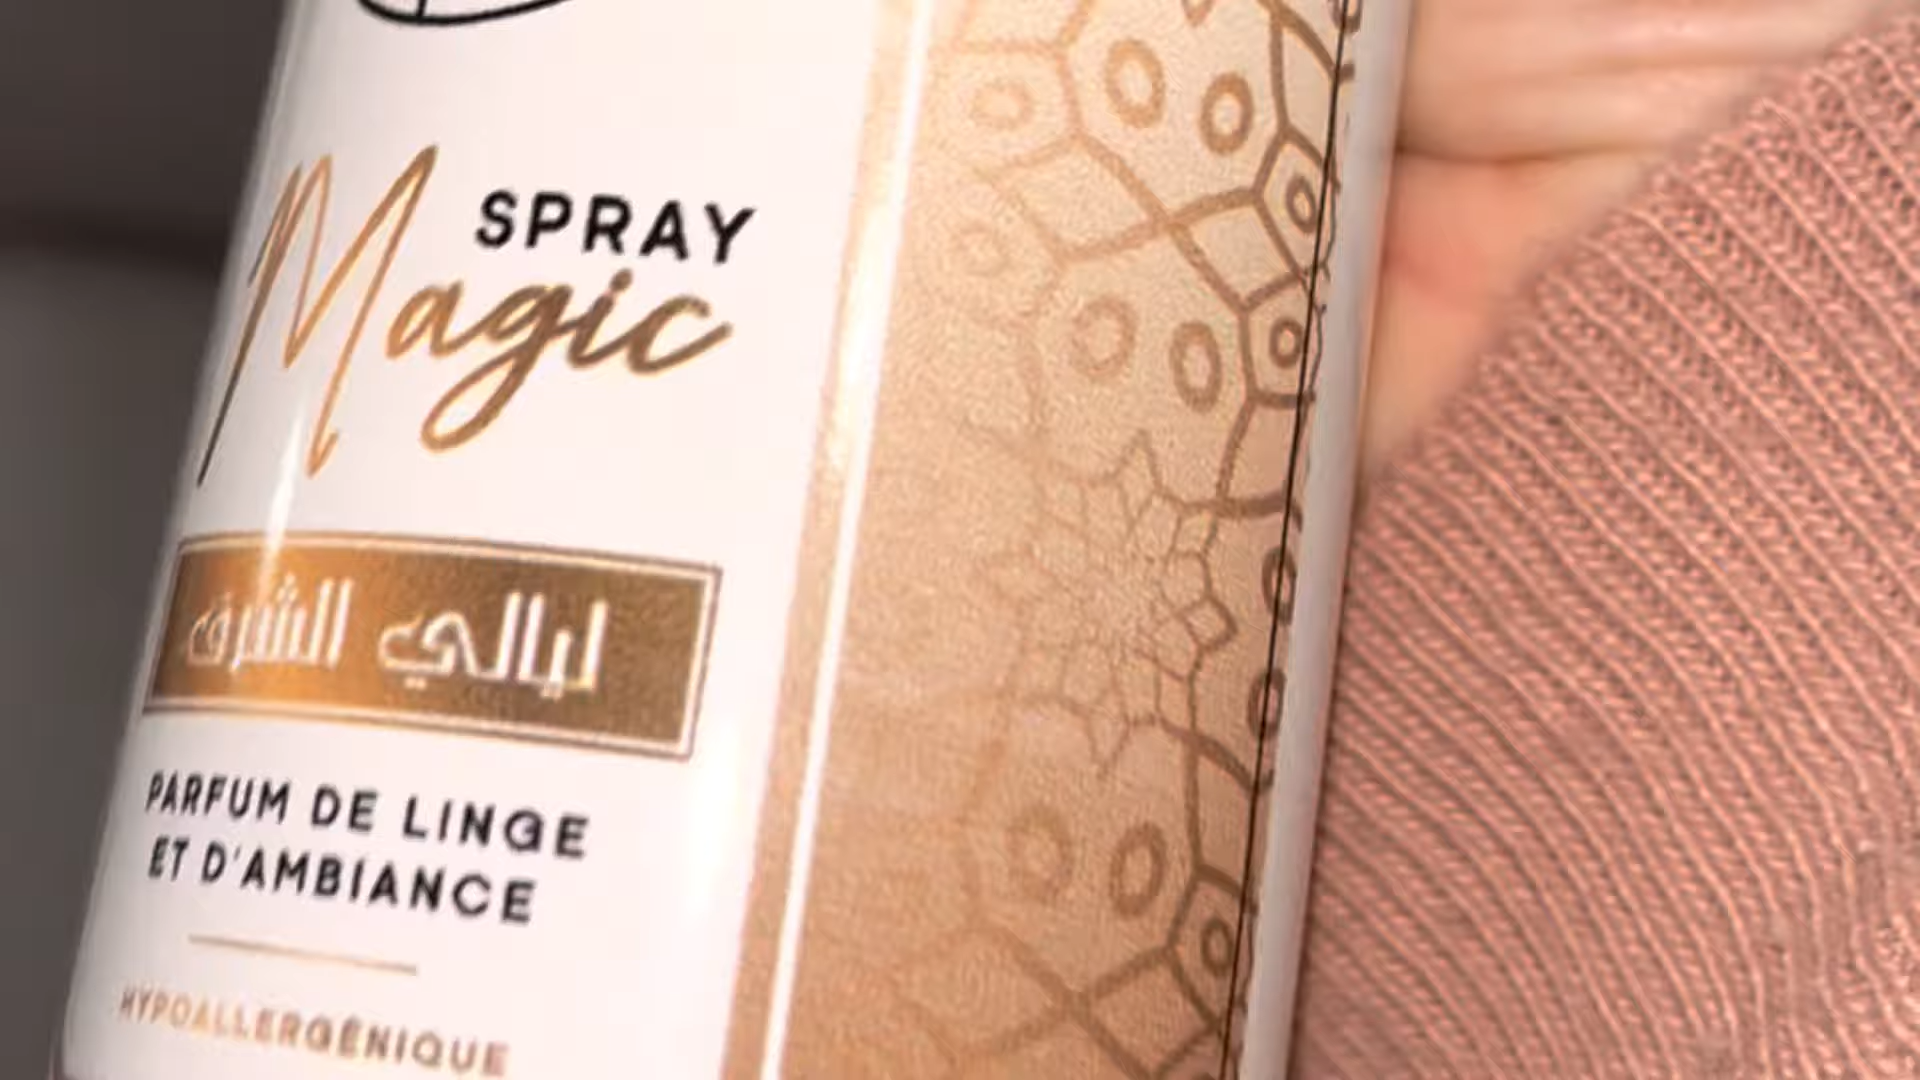 SPRAY
Magic
ليالي الشرق
PARFUM DE LINGE
ET D'AMBIANCE
HYPOALLERGÉNIQUE